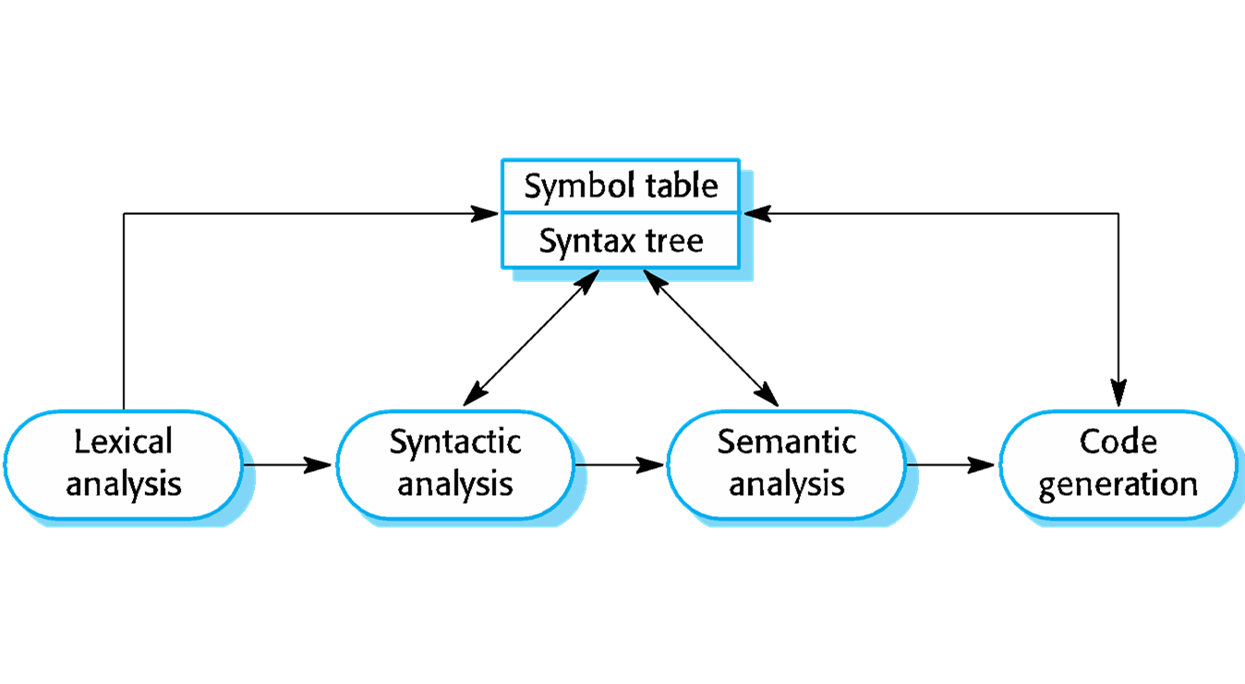 Symbol table
Syntax tree
Lexical
analysis
Syntactic
analysis
Semantic
analysis
Code
generation